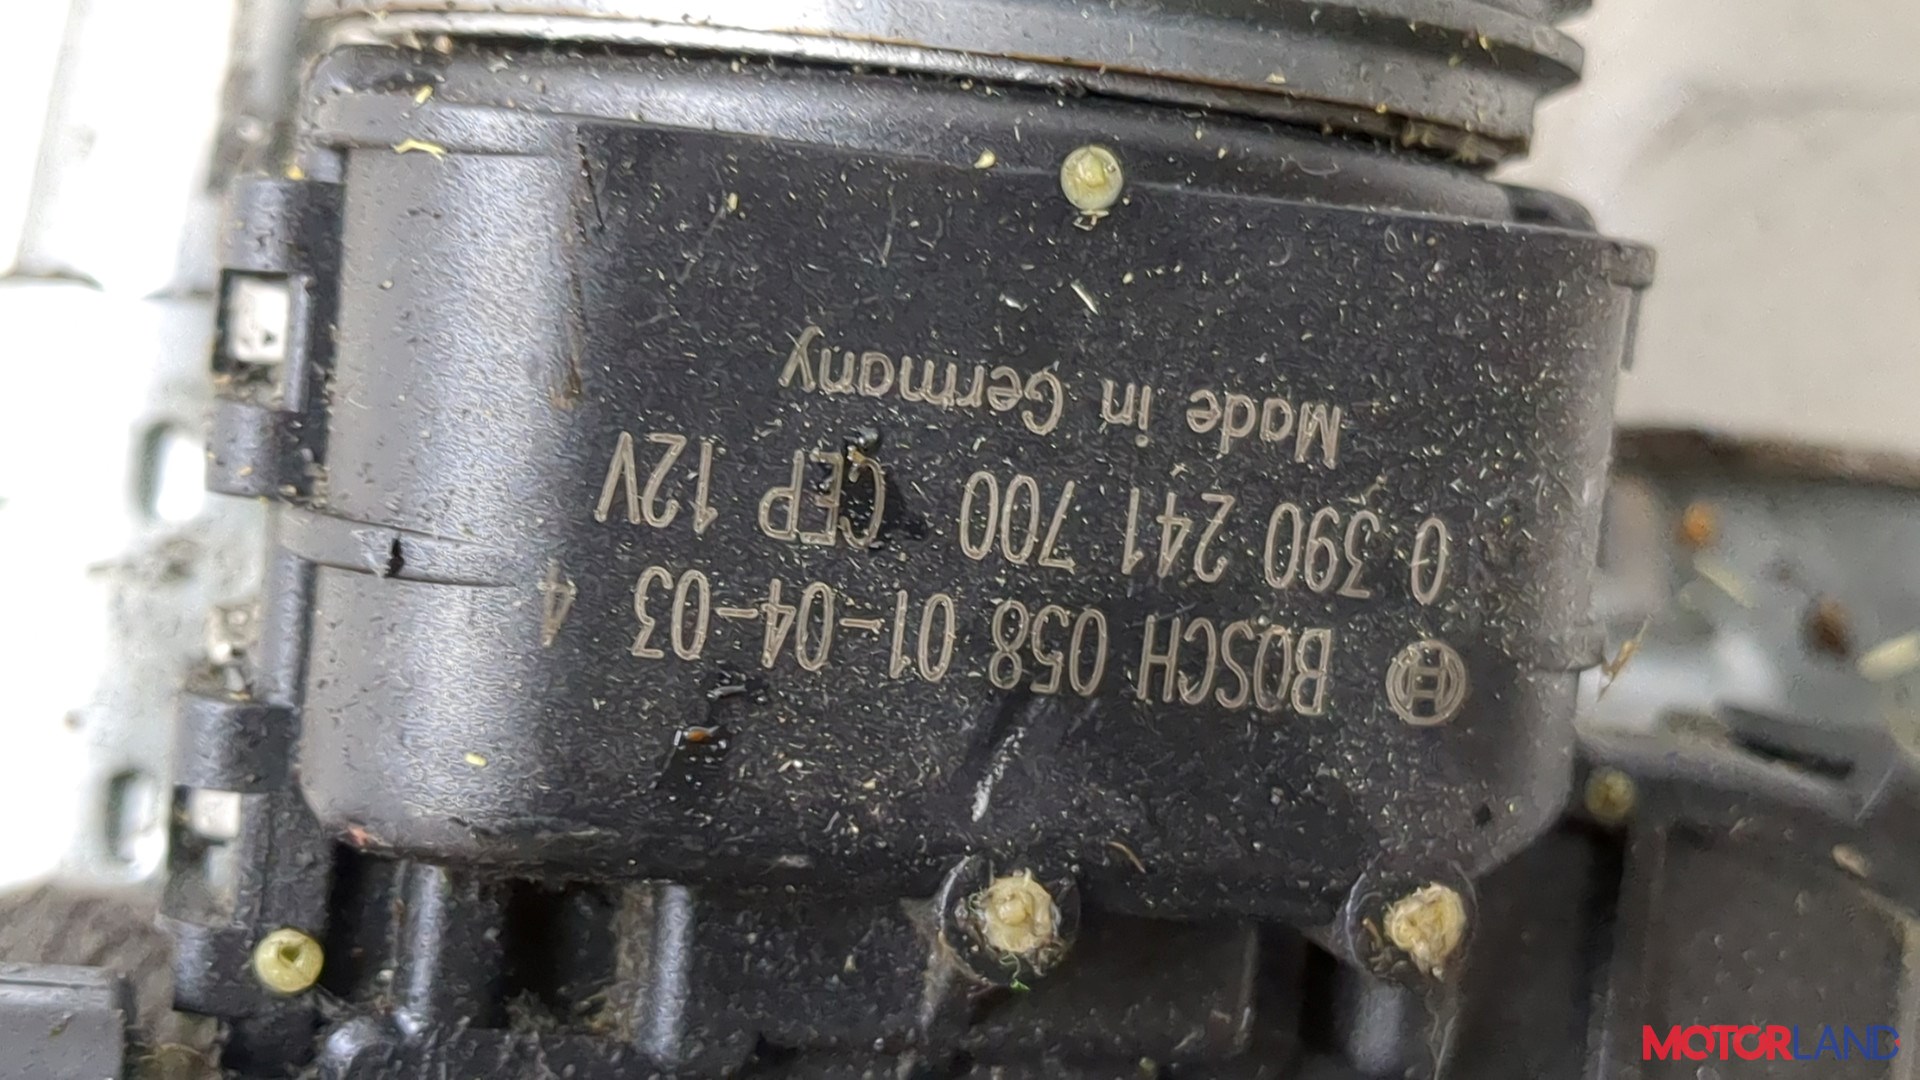 BOSCH 058 01-04-03 4
0 390 241 700 CEP 12V
Made in Germany
MOTORLAND